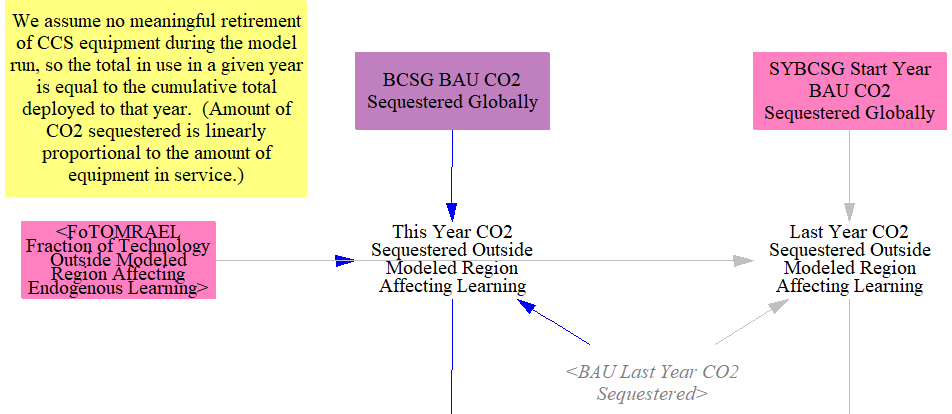 We assume no meaningful retirement
of CCS equipment during the model
run, so the total in use in a given year
is equal to the cumulative total
deployed to that year.  (Amount of
CO2 sequestered is linearly
proportional to the amount of
equipment in service.)
BCSG BAU CO2
Sequestered Globally
SYBCSG Start Year
BAU CO2
Sequestered Globally
<FoTOMRAEL
Fraction of Technology
Outside Modeled
Region Affecting
Endogenous Learning>
This Year CO2
Sequestered Outside
Modeled Region
Affecting Learning
Last Year CO2
Sequestered Outside
Modeled Region
Affecting Learning
<BAU Last Year CO2
Sequestered>